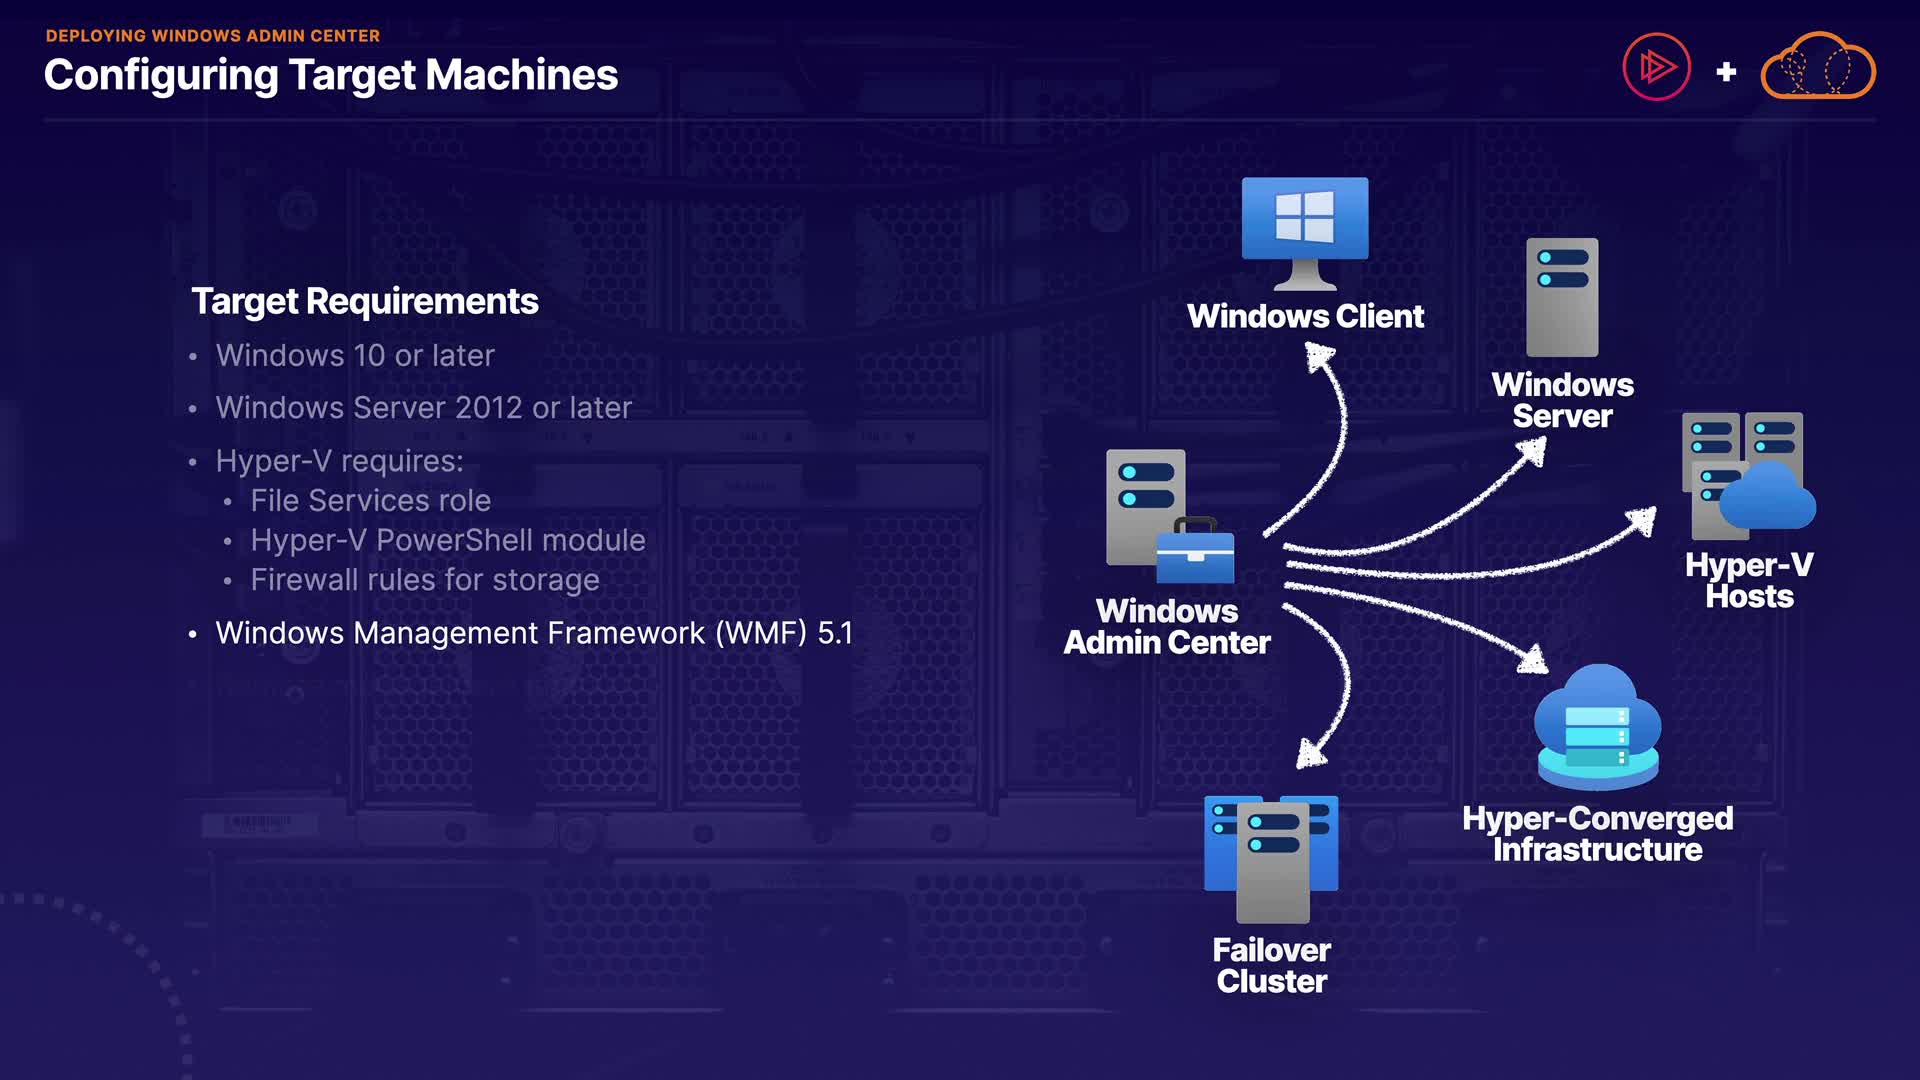 DEPLOYING WINDOWS ADMIN CENTER
Configuring Target Machines
+
Target Requirements
• Windows 10 or later
• Windows Server 2012 or later
• Hyper-V requires:
• File Services role
• Hyper-V PowerShell module
• Firewall rules for storage
• Windows Management Framework (WMF) 5.1
Windows Client
Windows
Server
Hyper-V
Hosts
Windows
Admin Center
Hyper-Converged
Infrastructure
Failover
Cluster